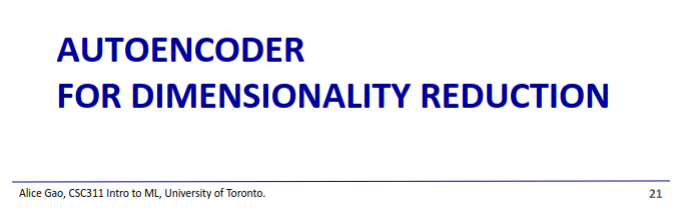 AUTOENCODER
FOR DIMENSIONALITY REDUCTION
Alice Gao, CSC311 Intro to ML, University of Toronto.
21